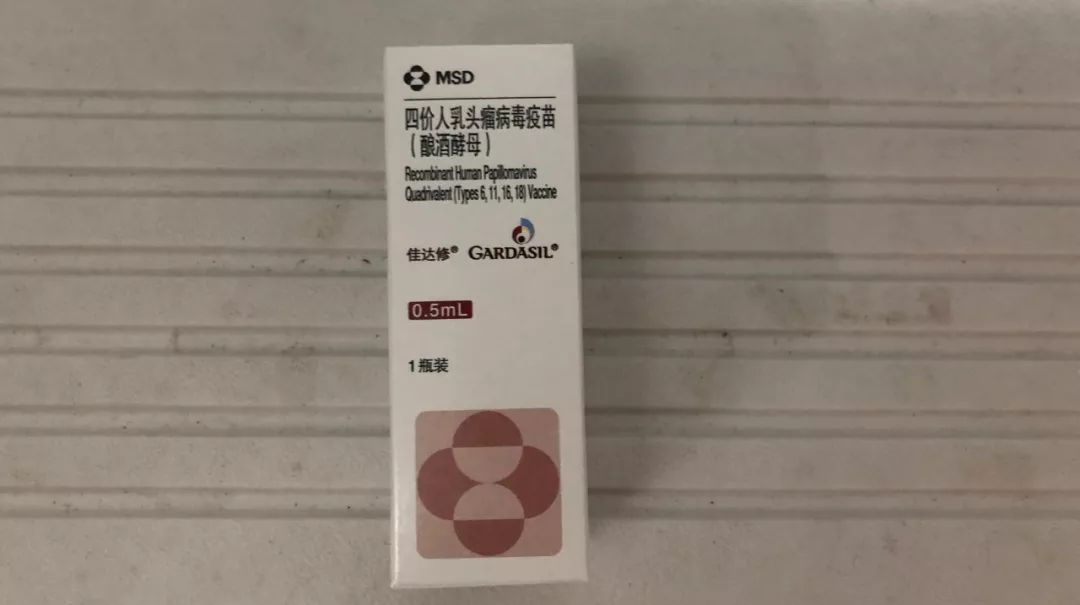 MSD
四价人乳头瘤病毒疫苗
（酿酒酵母）
Recombinant Human Papillomavirus
Quadrivalent (Types 6, 11, 16, 18) Vaccine
佳达修® GARDASIL®
0.5mL
1瓶装